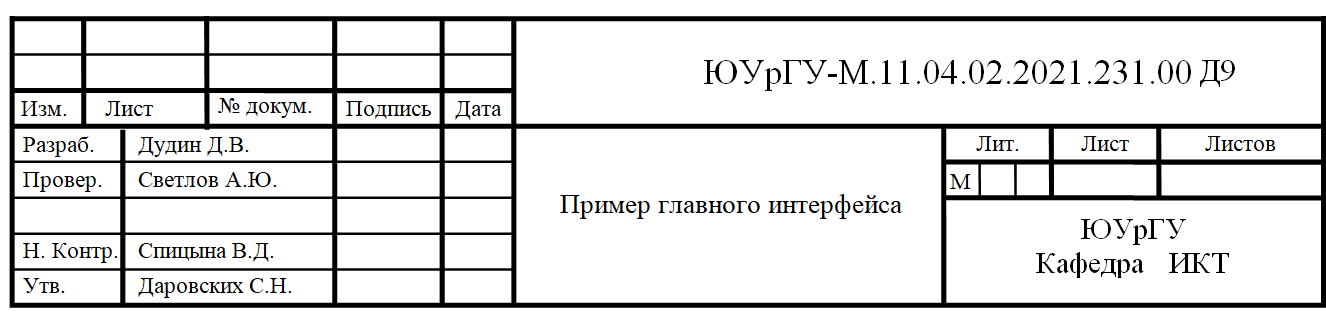 ЮУрГУ-М.11.04.02.2021.231.00 Д9
Изм. Лист № докум. Подпись Дата
Разраб. Дудин Д.В.
Провер. Светлов А.Ю.
Н. Контр. Спицына В.Д.
Утв. Даровских С.Н.
Пример главного интерфейса
Лит. Лист Листов
М
ЮУрГУ
Кафедра ИКТ